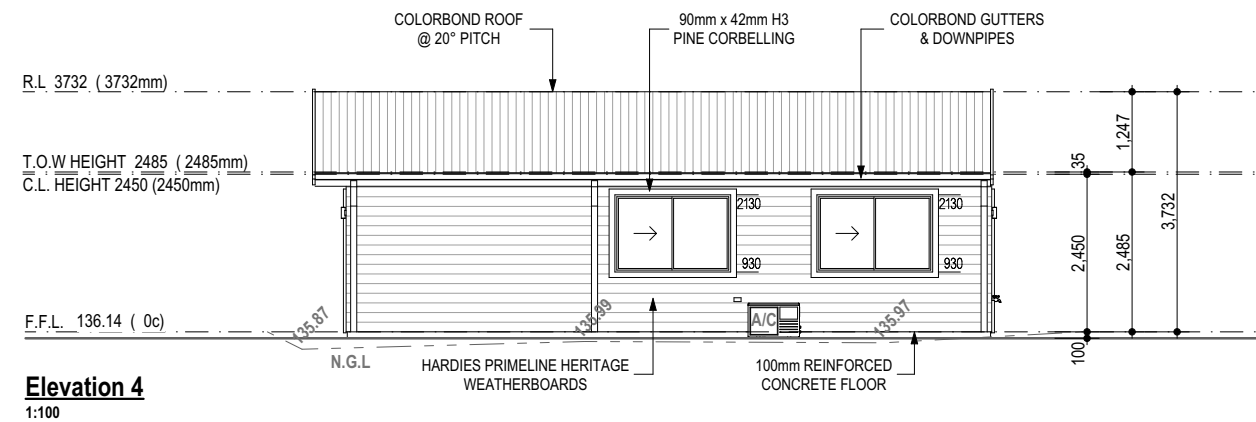 COLORBOND ROOF
@ 20° PITCH
90mm x 42mm H3
PINE CORBELLING
COLORBOND GUTTERS
& DOWNPIPES
R.L 3732 ( 3732mm)
T.O.W HEIGHT 2485 ( 2485mm)
C.L. HEIGHT 2450 (2450mm)
F.F.L. 136.14 ( 0c)
2130
930
2130
930
A/C
135.87
135.99
135.97
N.G.L
HARDIES PRIMELINE HERITAGE
WEATHERBOARDS
100mm REINFORCED
CONCRETE FLOOR
35
2,450
100
1,247
2,485
3,732
Elevation 4
1:100